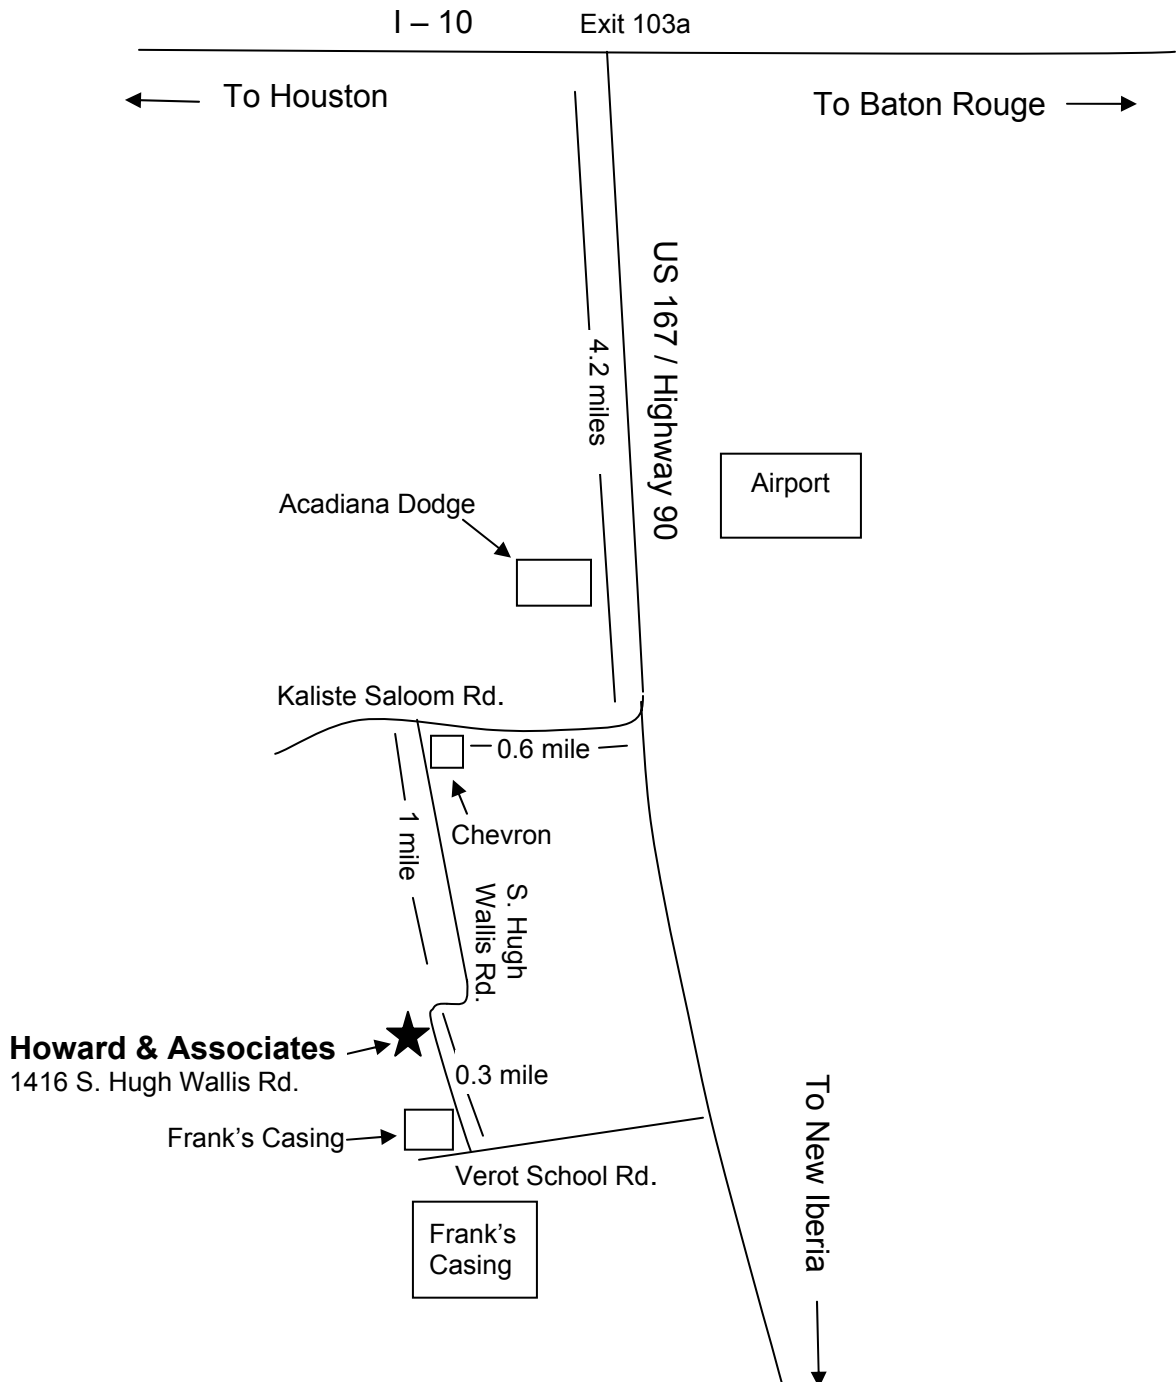 I – 10
Exit 103a
To Houston
To Baton Rouge
US 167 / Highway 90
4.2 miles
Airport
Acadiana Dodge
Kaliste Saloom Rd.
0.6 mile
1 mile
Chevron
S. Hugh
Wallis Rd.
Howard & Associates
1416 S. Hugh Wallis Rd.
0.3 mile
To New Iberia
Frank’s Casing
Verot School Rd.
Frank’s
Casing